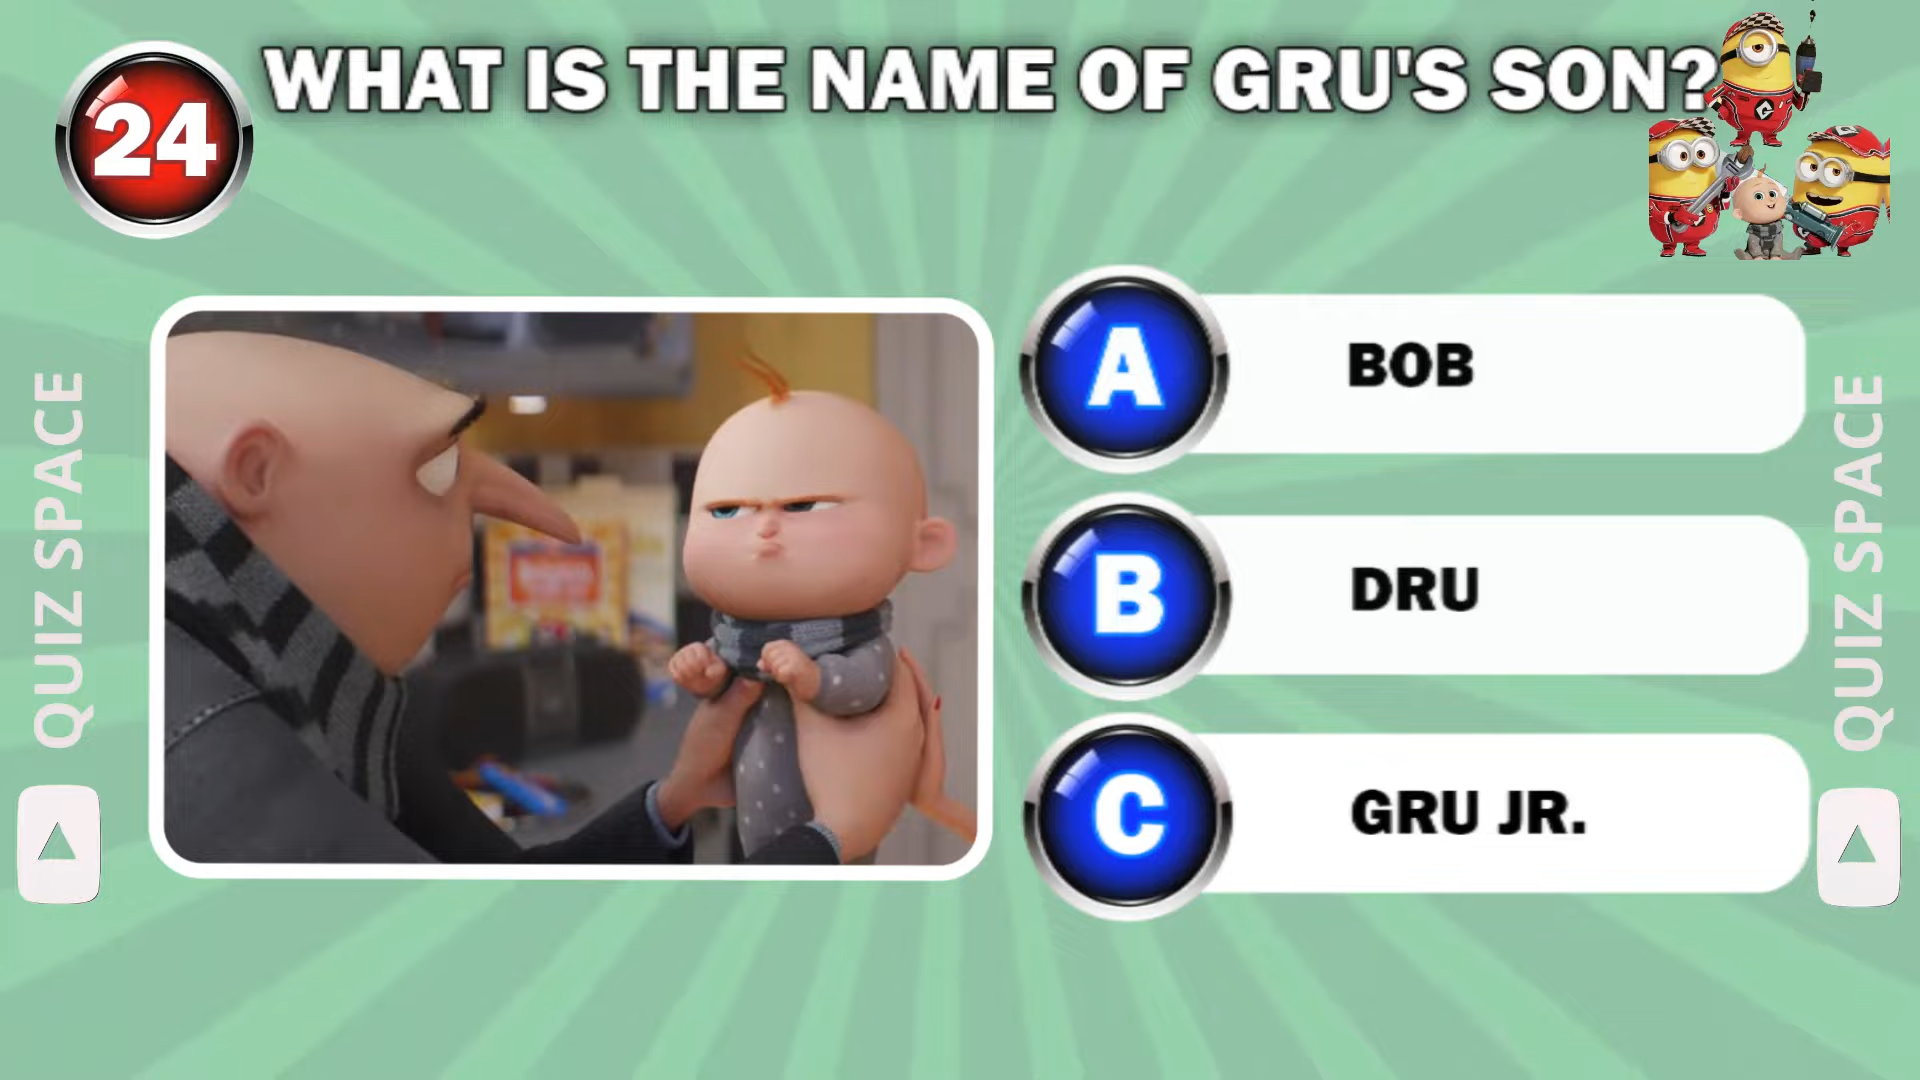 24
WHAT IS THE NAME OF GRU'S SON?
A
BOB
B
DRU
C
GRU JR.
QUIZ SPACE
QUIZ SPACE